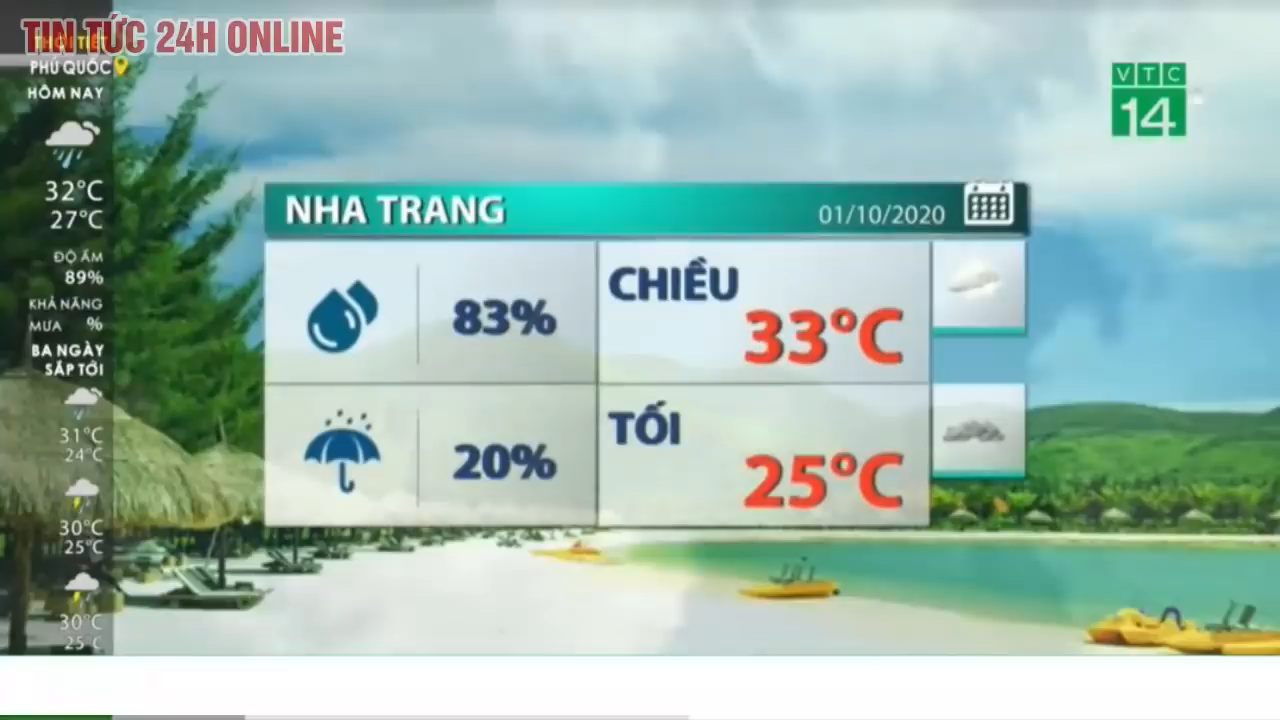 TIN TỨC 24H ONLINE
THỜI TIẾT
PHÚ QUỐC
HÔM NAY
32°C
27°C
ĐỘ ẨM
89%
KHẢ NĂNG
MƯA %
BA NGÀY
SẮP TỚI
31°C
24°C
30°C
25°C
30°C
25°C
VTC
14
NHA TRANG
01/10/2020
83%
CHIỀU
33°C
20%
TỐI
25°C